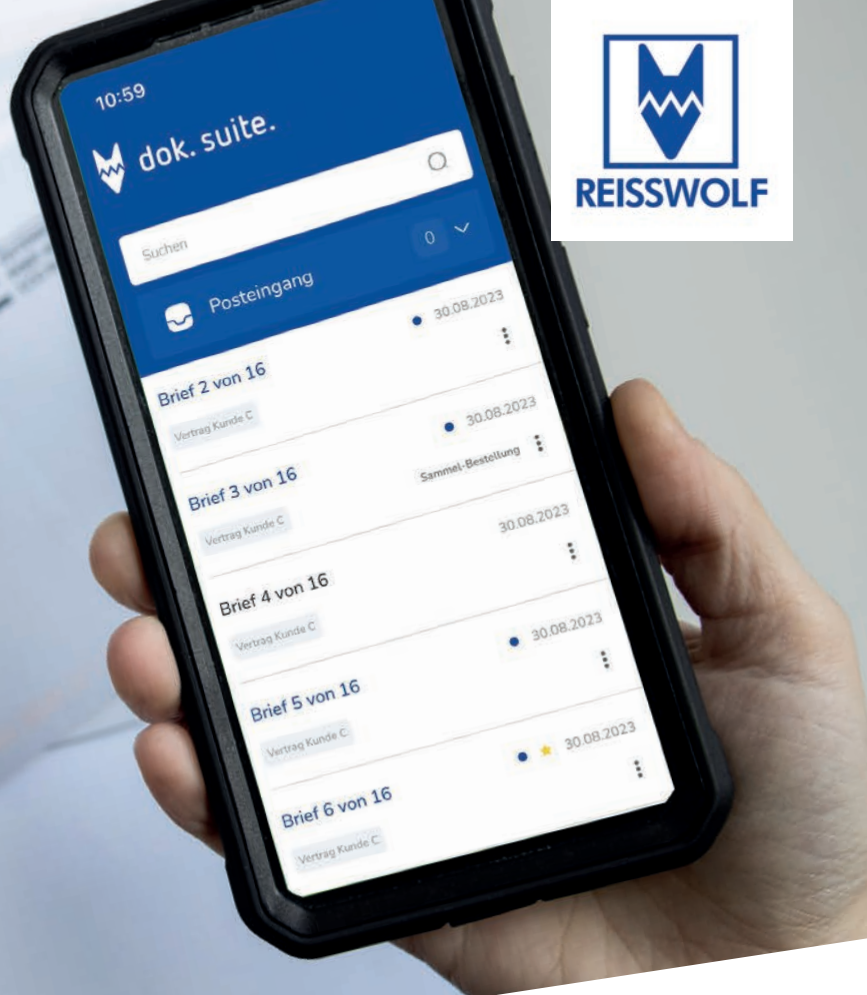 10:59
dok. suite.
Suchen
Posteingang 0
30.08.2023
Brief 2 von 16
Vertrag Kunde C
30.08.2023
Brief 3 von 16
Sammel-Bestellung
Vertrag Kunde C
30.08.2023
Brief 4 von 16
Vertrag Kunde C
30.08.2023
Brief 5 von 16
Vertrag Kunde C
30.08.2023
Brief 6 von 16
Vertrag Kunde C
REISSWOLF